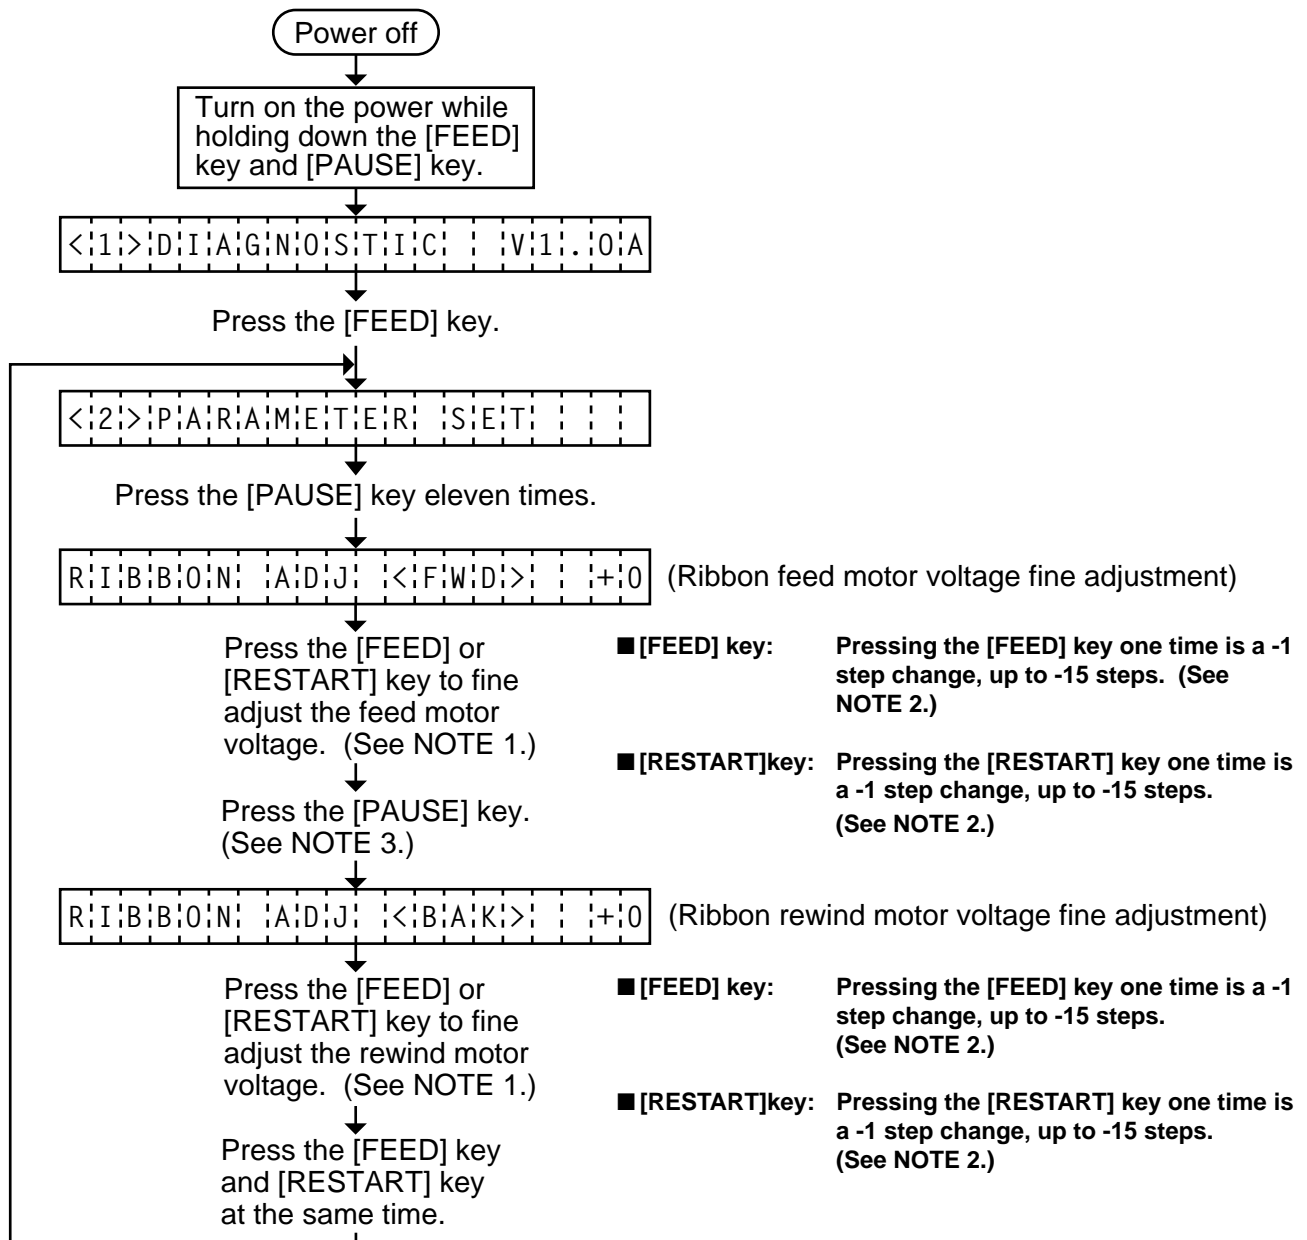 Power off
Turn on the power while
holding down the [FEED]
key and [PAUSE] key.
<1>DIAGNOSTIC  V1.0A
Press the [FEED] key.
<2>PARAMETER SET
Press the [PAUSE] key eleven times.
RIBBON ADJ <FWD>  +0 (Ribbon feed motor voltage fine adjustment)
Press the [FEED] or
[RESTART] key to fine
adjust the feed motor
voltage.  (See NOTE 1.)
■ [FEED] key: Pressing the [FEED] key one time is a -1
step change, up to -15 steps.  (See
NOTE 2.)
■ [RESTART]key: Pressing the [RESTART] key one time is
a -1 step change, up to -15 steps.
(See NOTE 2.)
Press the [PAUSE] key.
(See NOTE 3.)
RIBBON ADJ <BAK>  +0 (Ribbon rewind motor voltage fine adjustment)
Press the [FEED] or
[RESTART] key to fine
adjust the rewind motor
voltage.  (See NOTE 1.)
■ [FEED] key: Pressing the [FEED] key one time is a -1
step change, up to -15 steps.
(See NOTE 2.)
■ [RESTART]key: Pressing the [RESTART] key one time is
a -1 step change, up to -15 steps.
(See NOTE 2.)
Press the [FEED] key
and [RESTART] key
at the same time.